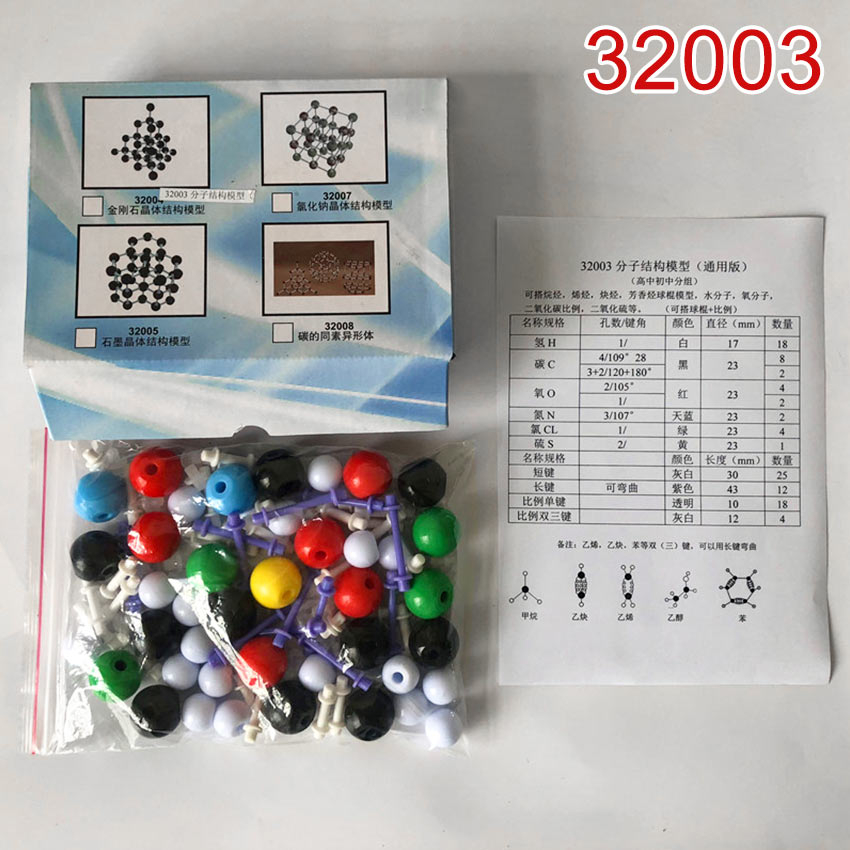 32003
32004
32003 分子结构模型（
金刚石晶体结构模型
32007
氯化钠晶体结构模型
32005
石墨晶体结构模型
32008
碳的同素异形体
32003 分子结构模型（通用版）
（高中初中分组）
可搭烷烃，烯烃，炔烃，芳香烃球棍模型，水分子，氧分子，
二氧化碳比例，二氧化硫等。 （可搭球棍+比例）
名称规格 孔数/键角 颜色 直径（mm） 数量
氢 H 1/ 白 17 18
碳 C 4/109°28 黑 23 8
3+2/120+180° 2
氧 O 2/105° 红 23 4
1/ 2
氮 N 3/107° 天蓝 23 2
氯 CL 1/ 绿 23 4
硫 S 2/ 黄 23 1
名称规格 颜色 长度（mm） 数量
短键 灰白 30 25
长键 可弯曲 紫色 43 12
比例单键 透明 10 18
比例双三键 灰白 12 4
备注：乙烯、乙炔、苯等双（三）键，可以用长键弯曲
甲烷 乙炔 乙烯 乙醇 苯